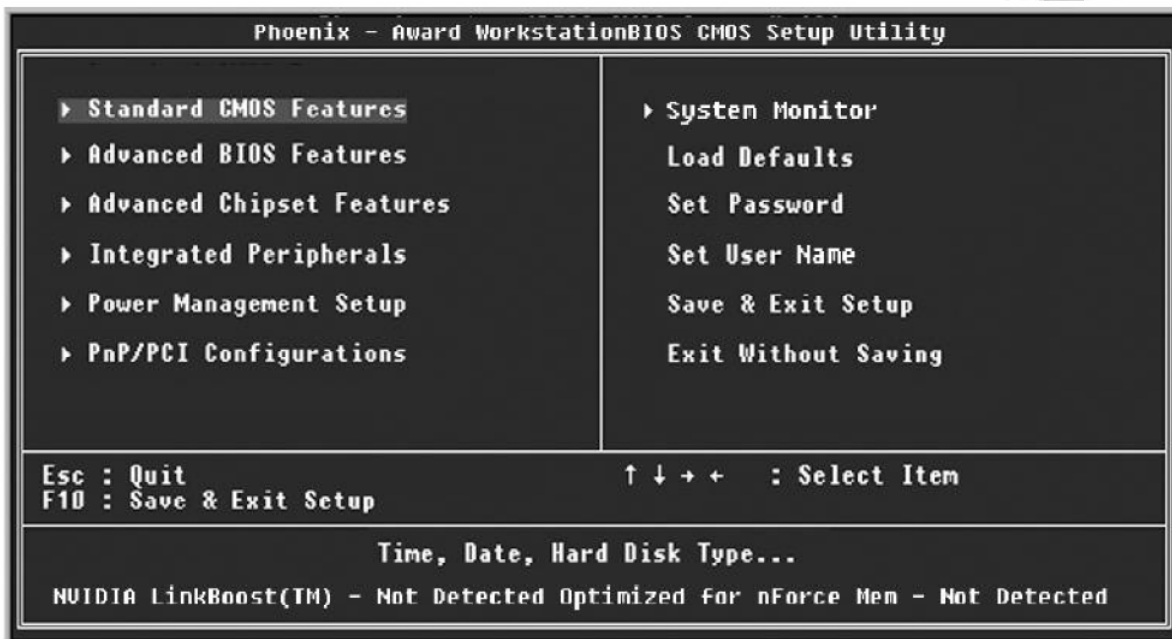 Phoenix - Award WorkstationBIOS CMOS Setup Utility
Standard CMOS Features
Advanced BIOS Features
Advanced Chipset Features
Integrated Peripherals
Power Management Setup
PnP/PCI Configurations
System Monitor
Load Defaults
Set Password
Set User Name
Save & Exit Setup
Exit Without Saving
Esc : Quit
F10 : Save & Exit Setup
↑ ↓ → ← : Select Item
Time, Date, Hard Disk Type...
NVIDIA LinkBoost(TM) - Not Detected Optimized for nForce Mem - Not Detected